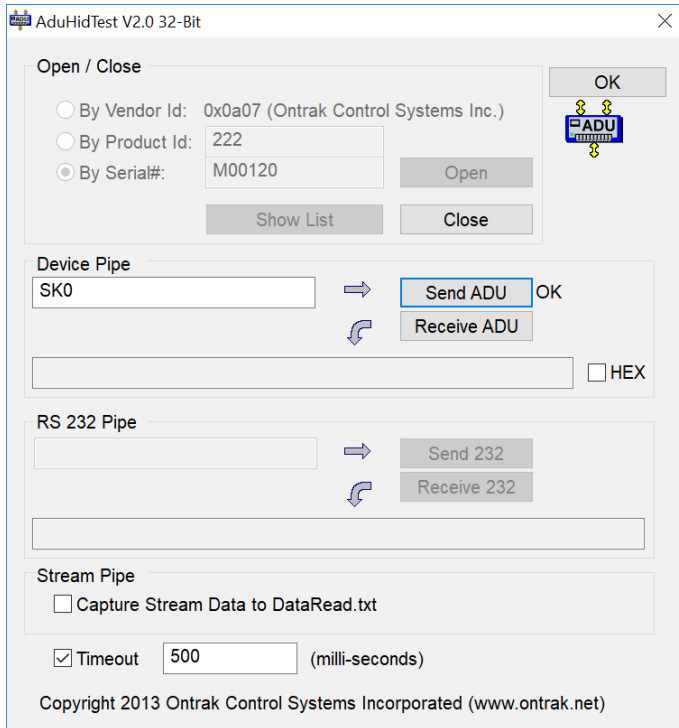 AduHidTest V2.0 32-Bit
Open / Close
OK
By Vendor Id: 0x0a07 (Ontrak Control Systems Inc.)
ADU
By Product Id: 222
By Serial#: M00120 Open
Show List Close
Device Pipe
SK0 Send ADU OK
Receive ADU
HEX
RS 232 Pipe
Send 232
Receive 232
Stream Pipe
Capture Stream Data to DataRead.txt
Timeout 500 (milli-seconds)
Copyright 2013 Ontrak Control Systems Incorporated (www.ontrak.net)